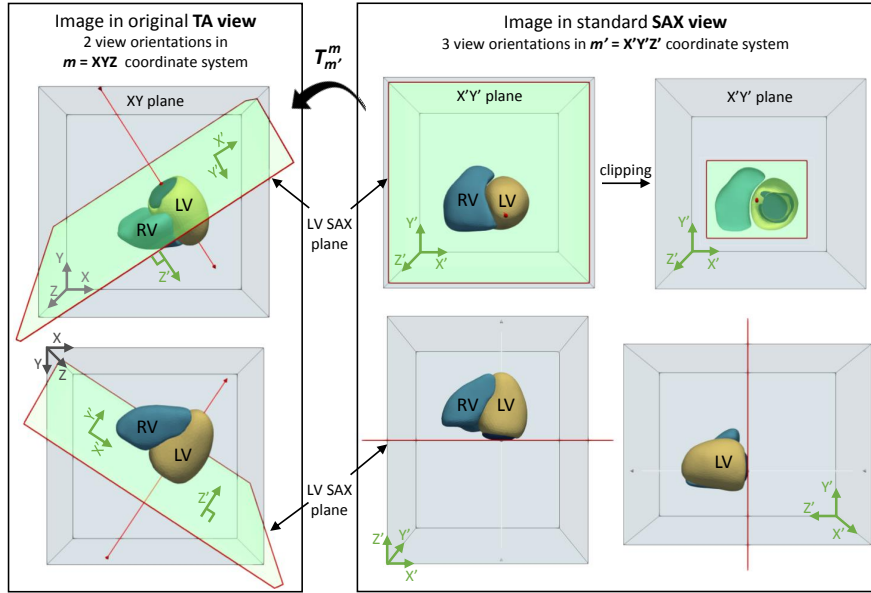 Image in original TA view
2 view orientations in
m = XYZ coordinate system
T_{m'}^{m}
Image in standard SAX view
3 view orientations in m' = X'Y'Z' coordinate system
XY plane
X'
Y'
LV
RV
Z'
Y
X
Z
LV SAX
plane
X'Y' plane
RV
LV
Y'
Z'
X'
clipping
X'Y' plane
Y'
Z'
X'
X
Y
Z
Y'
X'
RV
LV
Z'
LV SAX
plane
RV
LV
Z'
Y'
X'
LV
Y'
Z'
X'